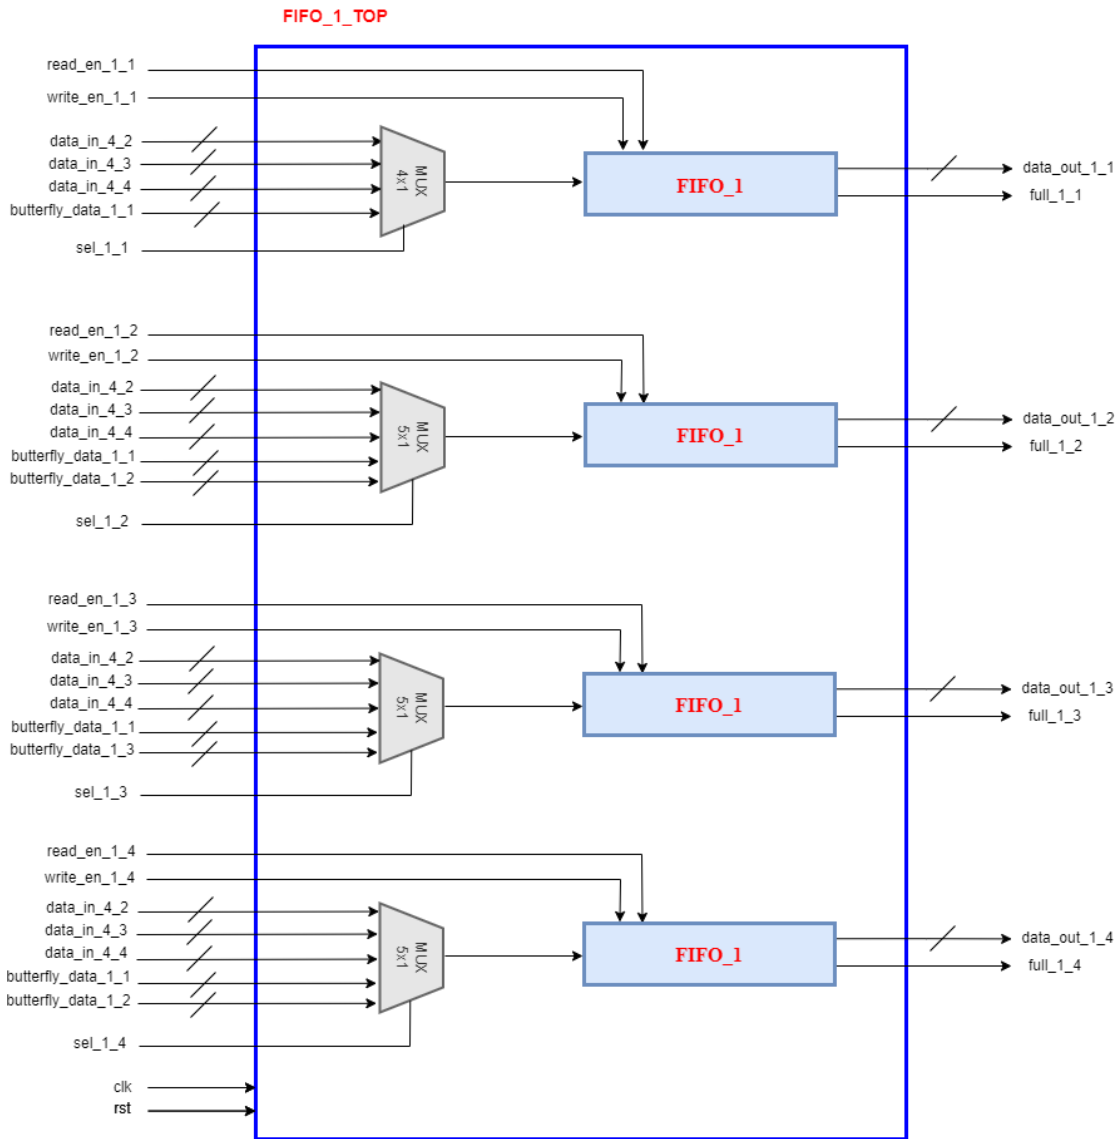 FIFO_1_TOP
read_en_1_1
write_en_1_1
data_in_4_2
data_in_4_3
data_in_4_4
butterfly_data_1_1
sel_1_1
MUX
4x1
FIFO_1
data_out_1_1
full_1_1
read_en_1_2
write_en_1_2
data_in_4_2
data_in_4_3
data_in_4_4
butterfly_data_1_1
butterfly_data_1_2
sel_1_2
MUX
5x1
FIFO_1
data_out_1_2
full_1_2
read_en_1_3
write_en_1_3
data_in_4_2
data_in_4_3
data_in_4_4
butterfly_data_1_1
butterfly_data_1_3
sel_1_3
MUX
5x1
FIFO_1
data_out_1_3
full_1_3
read_en_1_4
write_en_1_4
data_in_4_2
data_in_4_3
data_in_4_4
butterfly_data_1_1
butterfly_data_1_2
sel_1_4
MUX
5x1
FIFO_1
data_out_1_4
full_1_4
clk
rst